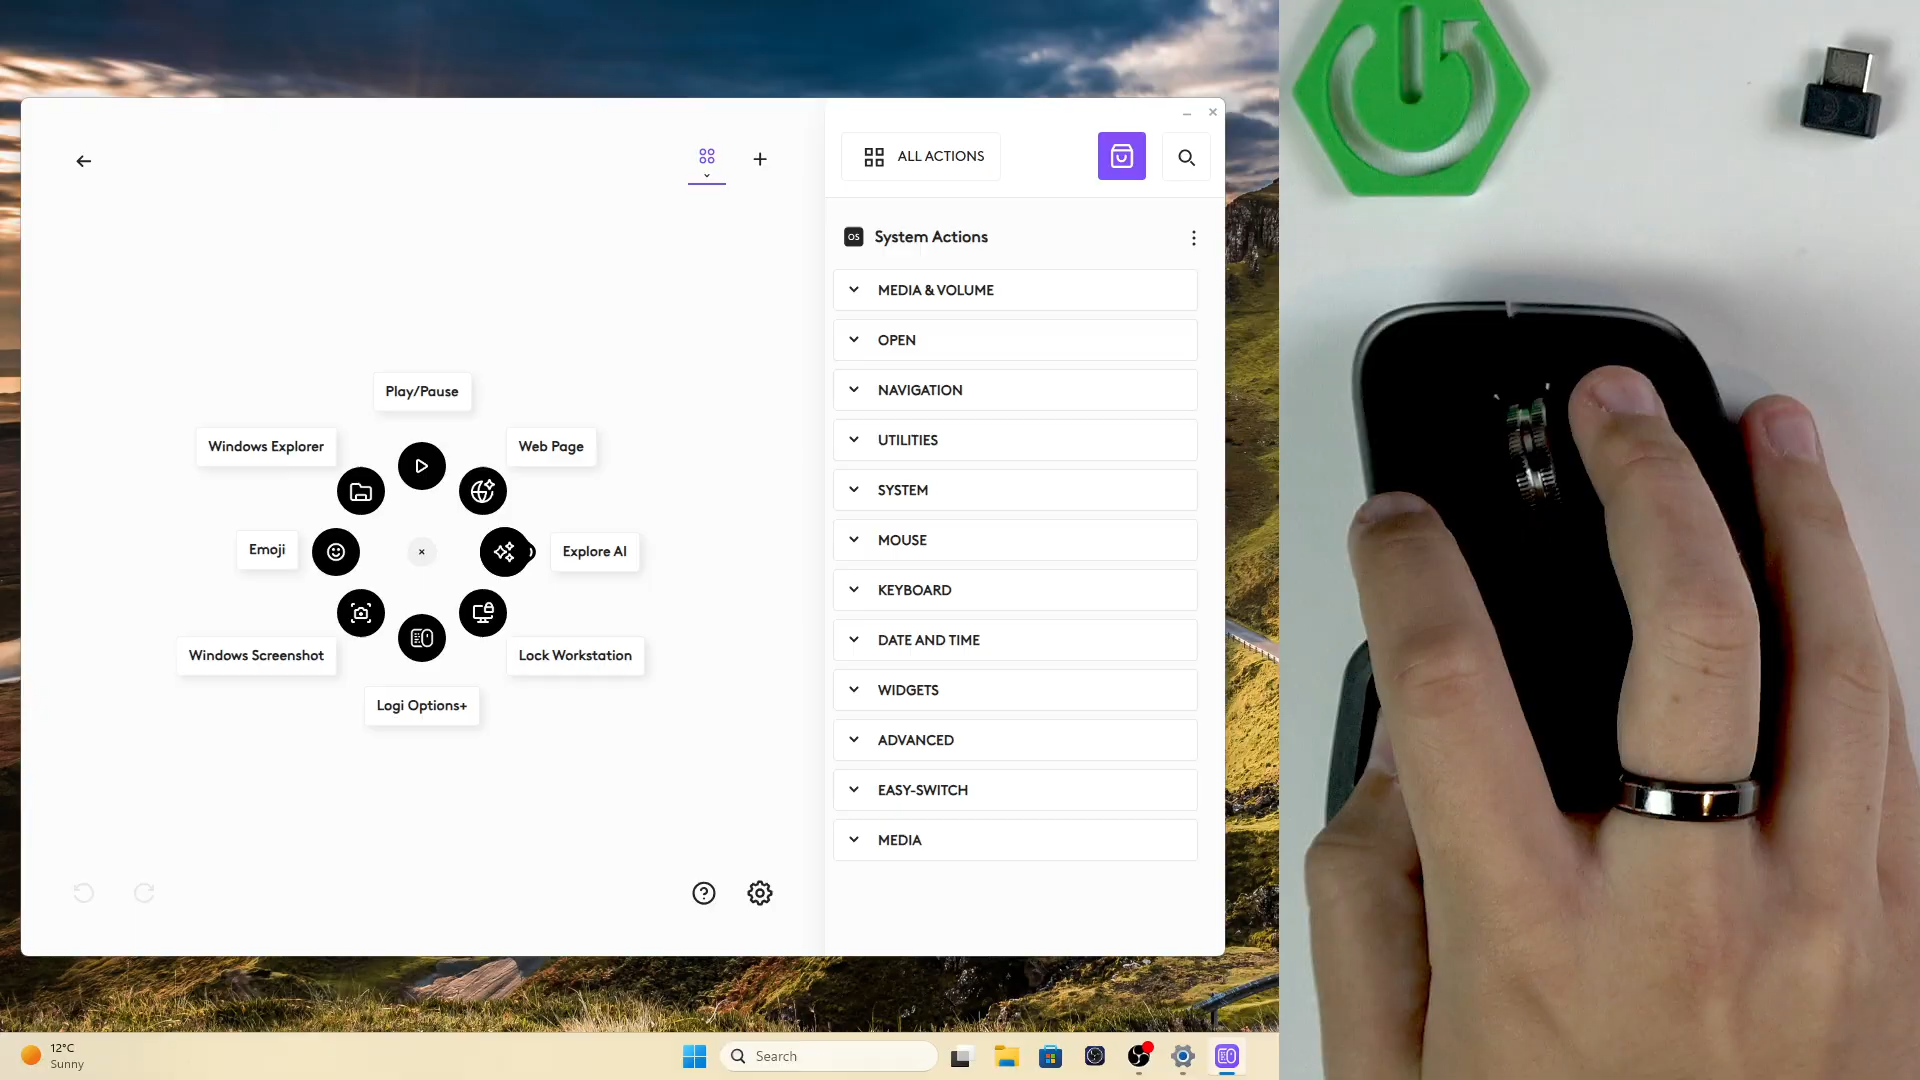 ALL ACTIONS
OS System Actions
MEDIA & VOLUME
OPEN
NAVIGATION
UTILITIES
SYSTEM
MOUSE
KEYBOARD
DATE AND TIME
WIDGETS
ADVANCED
EASY-SWITCH
MEDIA
Play/Pause
Windows Explorer
Web Page
Emoji
Explore AI
Windows Screenshot
Lock Workstation
Logi Options+
12°C
Sunny
Search